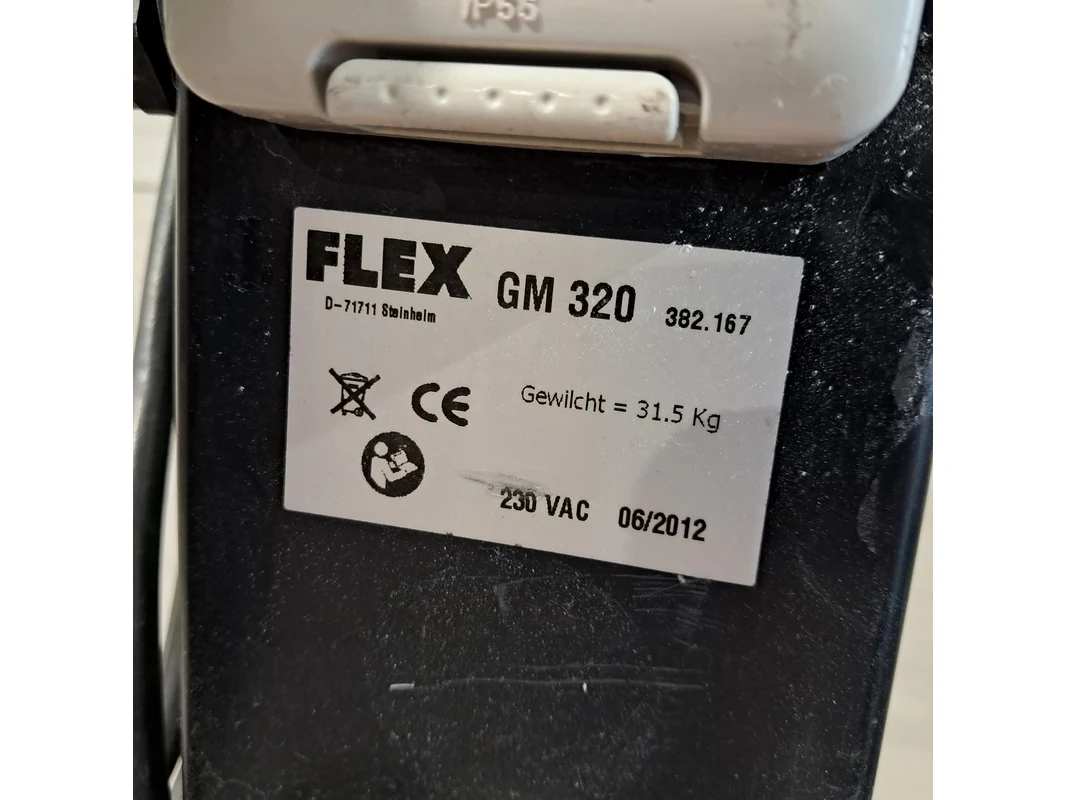 IP55
FLEX GM 320 382.167
D-71711 Steinheim
CE Gewilcht = 31.5 Kg
230 VAC 06/2012